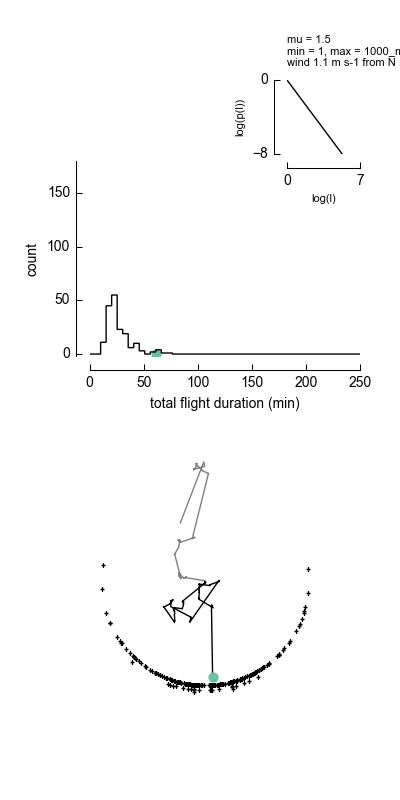 mu = 1.5
min = 1, max = 1000_m
wind 1.1 m s-1 from N
0
−8
log(p(l))
0 7
log(l)
150
100
50
0
count
0 50 100 150 200 250
total flight duration (min)